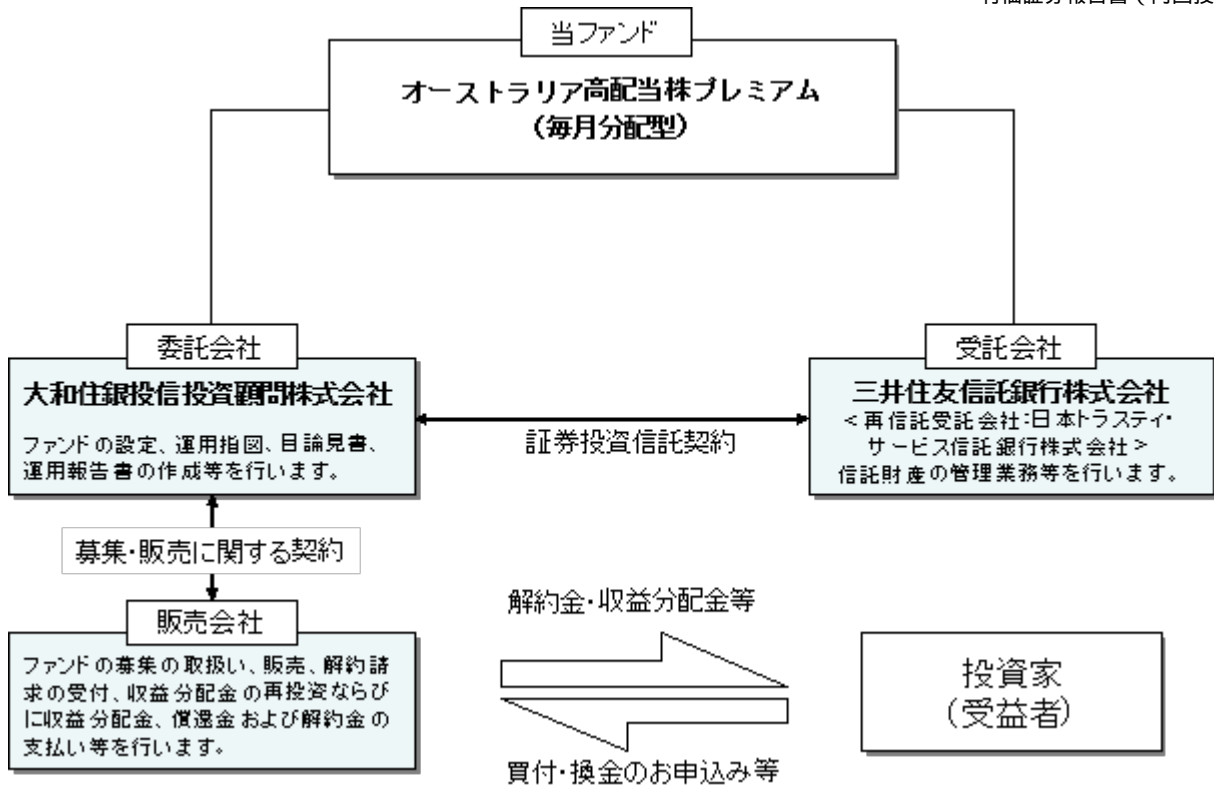 当ファンド
オーストラリア高配当株プレミアム
(毎月分配型)
委託会社
大和住銀投信投資顧問株式会社
ファンドの設定、運用指図、目論見書、
運用報告書の作成等を行います。
証券投資信託契約
受託会社
三井住友信託銀行株式会社
<再信託受託会社:日本トラスティ・
サービス信託銀行株式会社>
信託財産の管理業務等を行います。
募集・販売に関する契約
販売会社
ファンドの募集の取扱い、販売、解約請
求の受付、収益分配金の再投資ならび
に収益分配金、償還金および解約金の
支払い等を行います。
解約金・収益分配金等
買付・換金のお申込み等
投資家
(受益者)